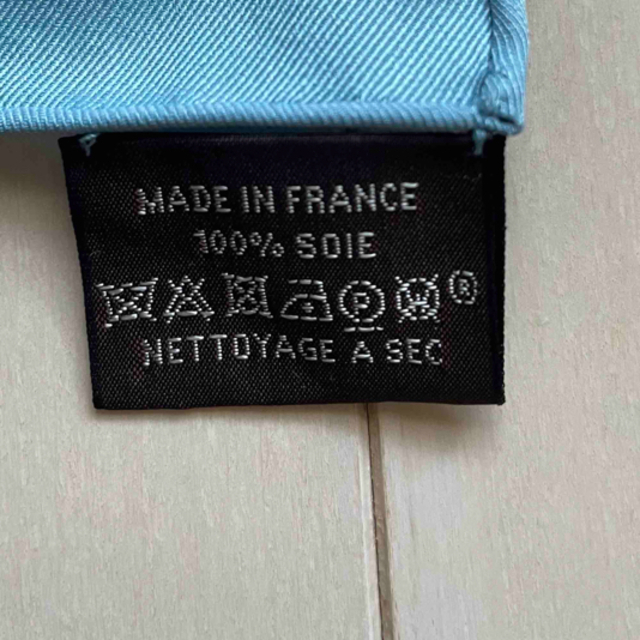 MADE IN FRANCE
100% SOIE
P ®
NETTOYAGE A SEC